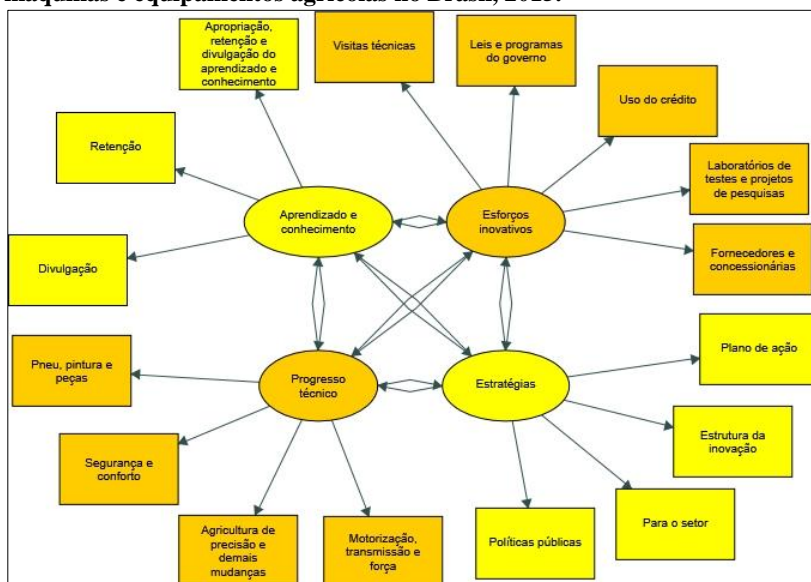 máquinas e equipamentos agrícolas no Brasil, 2015.
Apropriação,
retenção e
divulgação do
aprendizado e
conhecimento
Visitas técnicas
Leis e programas
do governo
Uso do crédito
Retenção
Laboratórios de
testes e projetos
de pesquisas
Aprendizado e
conhecimento
Esforços
inovativos
Divulgação
Fornecedores e
concessionárias
Pneu, pintura e
peças
Progresso
técnico
Estratégias
Plano de ação
Segurança e
conforto
Estrutura da
inovação
Agricultura de
precisão e
demais
mudanças
Motorização,
transmissão e
força
Políticas públicas
Para o setor